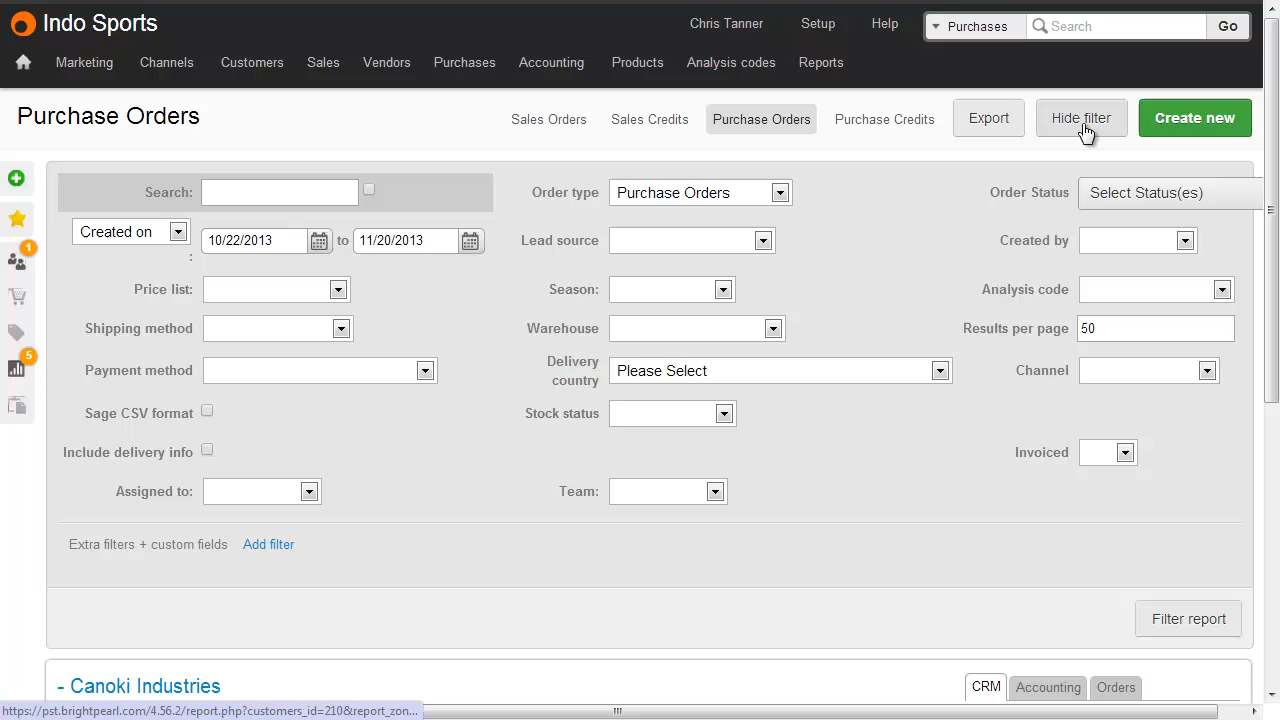 Indo Sports
Chris Tanner Setup Help Purchases Search Go
Marketing Channels Customers Sales Vendors Purchases Accounting Products Analysis codes Reports
Purchase Orders
Sales Orders Sales Credits Purchase Orders Purchase Credits Export Hide filter Create new
Search: Order type Purchase Orders Order Status Select Status(es)
Created on : 10/22/2013 to 11/20/2013 Lead source Created by
1
Price list: Season: Analysis code
Shipping method Warehouse Results per page 50
5
Payment method Delivery country Please Select Channel
Sage CSV format Stock status
Include delivery info Invoiced
Assigned to: Team:
Extra filters + custom fields Add filter
Filter report
- Canoki Industries CRM Accounting Orders
https://pst.brightpearl.com/4.56.2/report.php?customers_id=210&report_zon...